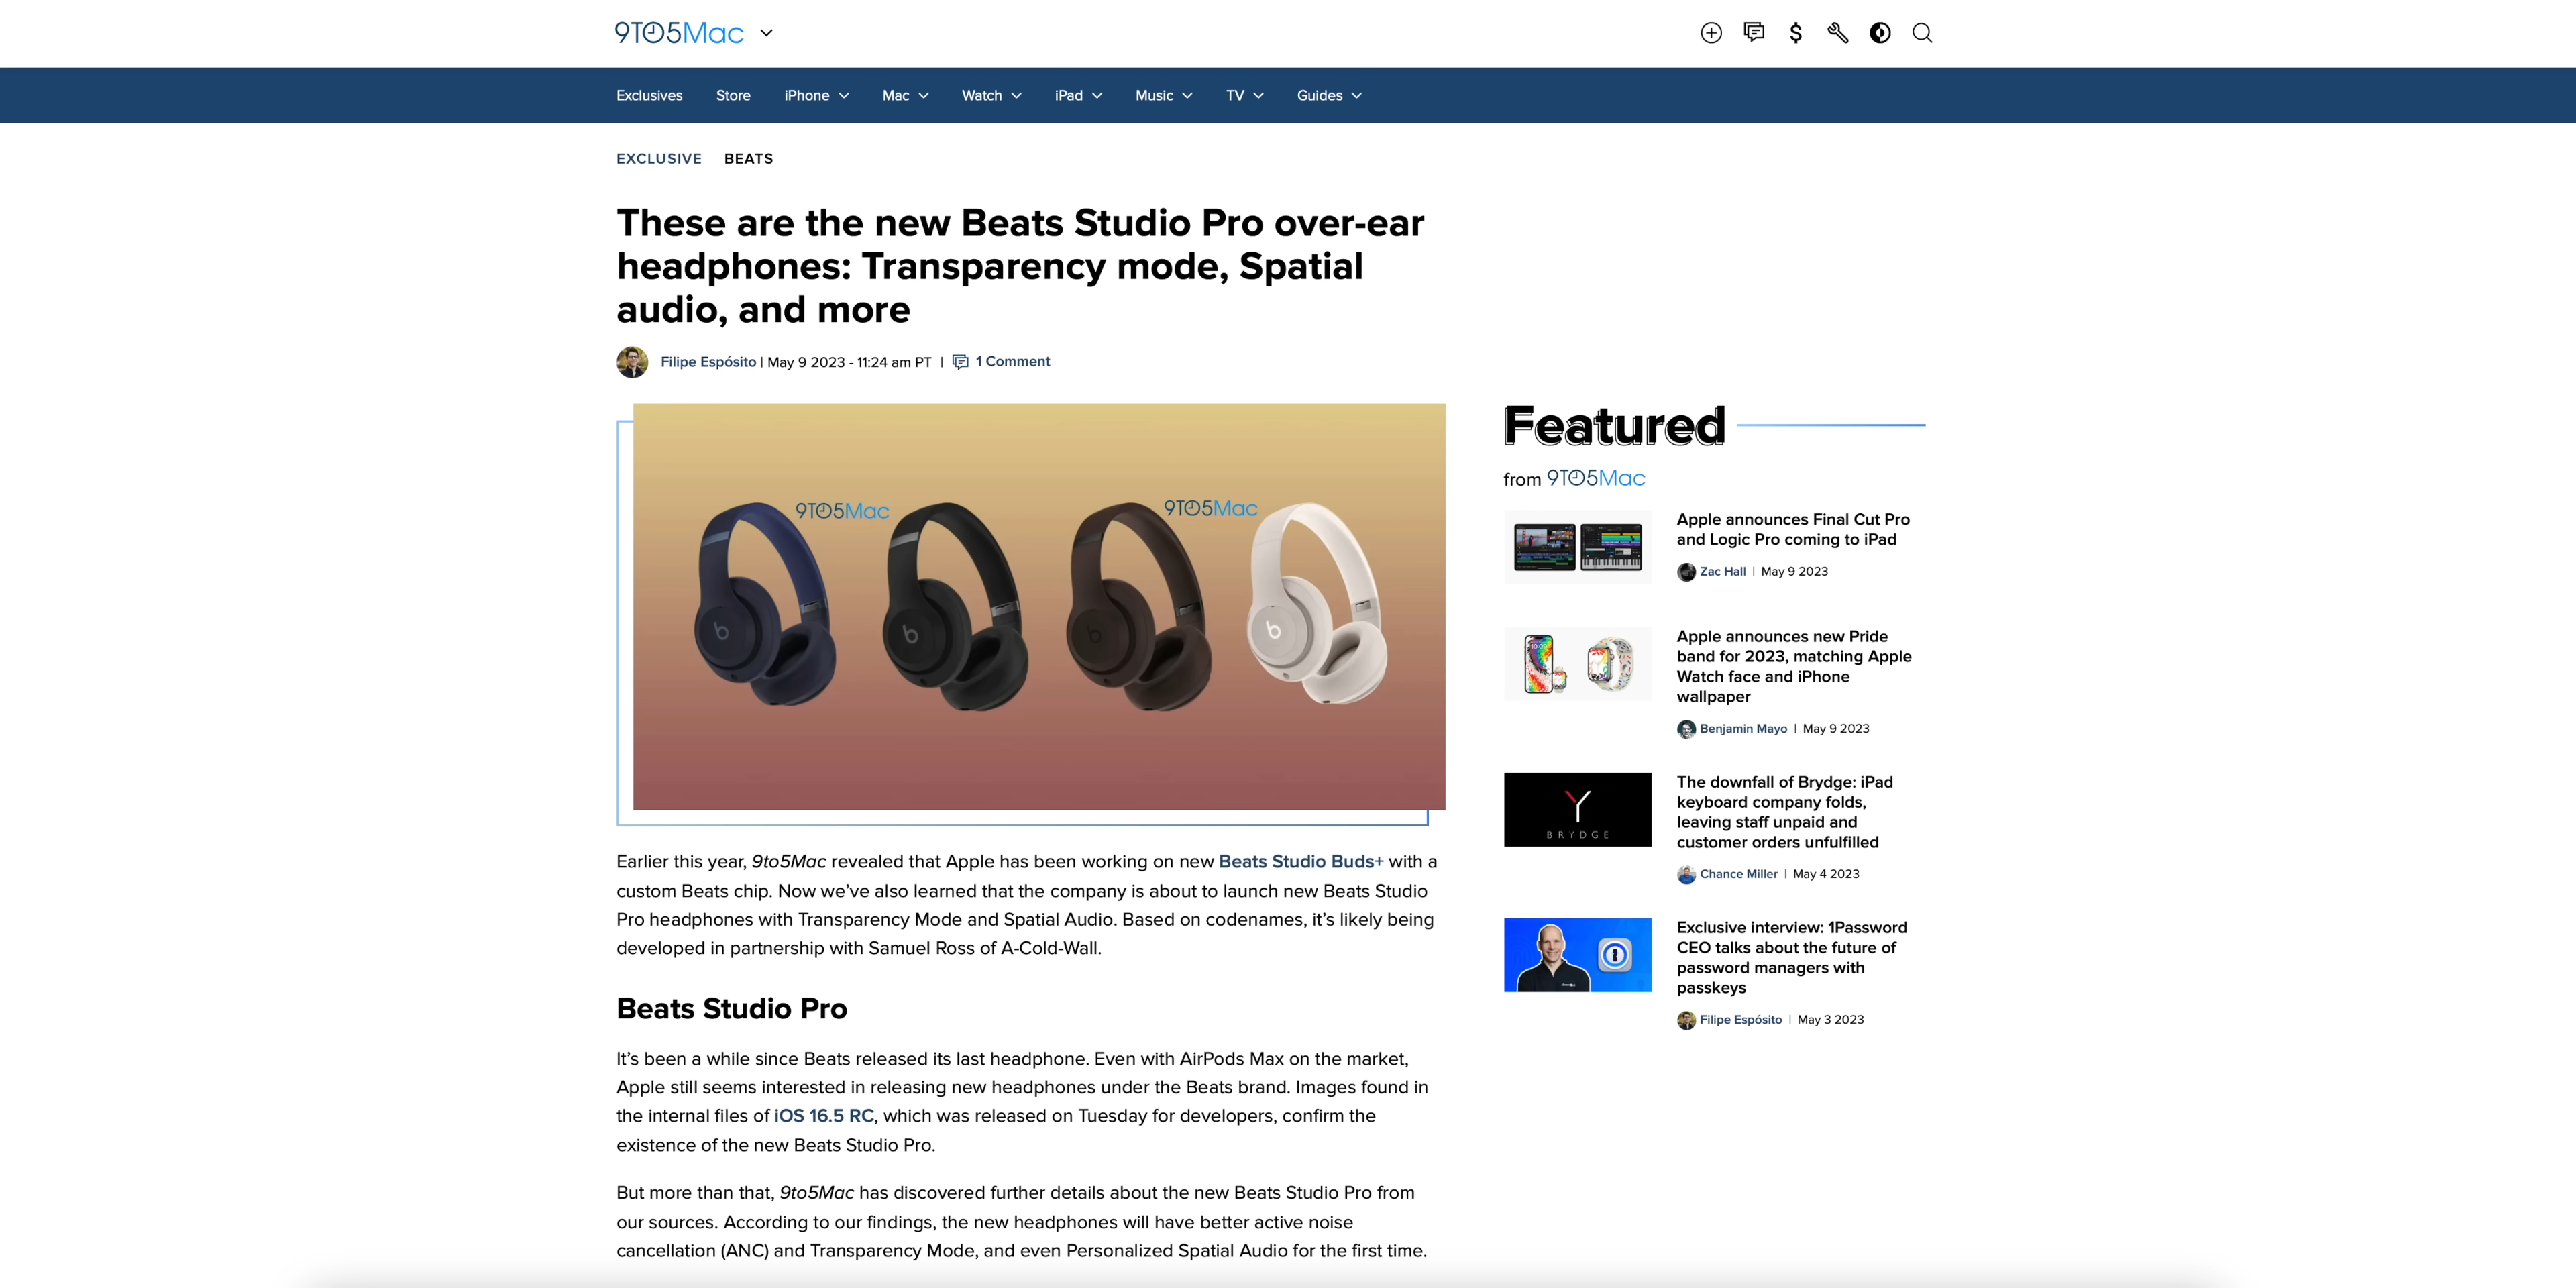 9TO5Mac
Exclusives Store iPhone Mac Watch iPad Music TV Guides
EXCLUSIVE BEATS
These are the new Beats Studio Pro over-ear
headphones: Transparency mode, Spatial
audio, and more
Filipe Espósito | May 9 2023 - 11:24 am PT | 1 Comment
9TO5Mac 9TO5Mac
Earlier this year, 9to5Mac revealed that Apple has been working on new Beats Studio Buds+ with a
custom Beats chip. Now we’ve also learned that the company is about to launch new Beats Studio
Pro headphones with Transparency Mode and Spatial Audio. Based on codenames, it’s likely being
developed in partnership with Samuel Ross of A-Cold-Wall.
Beats Studio Pro
It’s been a while since Beats released its last headphone. Even with AirPods Max on the market,
Apple still seems interested in releasing new headphones under the Beats brand. Images found in
the internal files of iOS 16.5 RC, which was released on Tuesday for developers, confirm the
existence of the new Beats Studio Pro.
But more than that, 9to5Mac has discovered further details about the new Beats Studio Pro from
our sources. According to our findings, the new headphones will have better active noise
cancellation (ANC) and Transparency Mode, and even Personalized Spatial Audio for the first time.
Featured
from 9TO5Mac
Apple announces Final Cut Pro
and Logic Pro coming to iPad
Zac Hall | May 9 2023
Apple announces new Pride
band for 2023, matching Apple
Watch face and iPhone
wallpaper
Benjamin Mayo | May 9 2023
BRYDGE
The downfall of Brydge: iPad
keyboard company folds,
leaving staff unpaid and
customer orders unfulfilled
Chance Miller | May 4 2023
Exclusive interview: 1Password
CEO talks about the future of
password managers with
passkeys
Filipe Espósito | May 3 2023